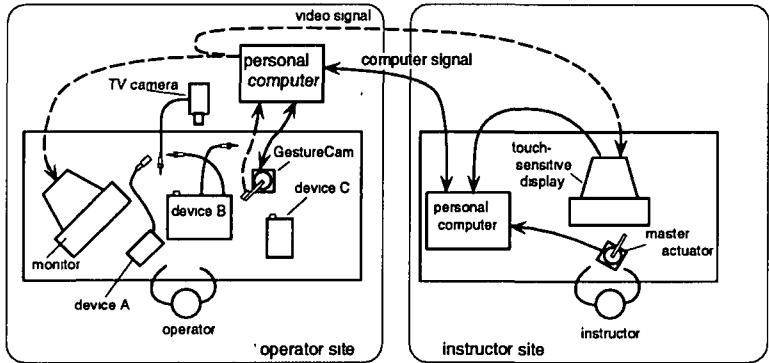 video signal
personal
computer
computer signal
TV camera
GestureCam
device C
device B
monitor
device A
operator
operator site
touch-
sensitive
display
personal
computer
master
actuator
instructor
instructor site